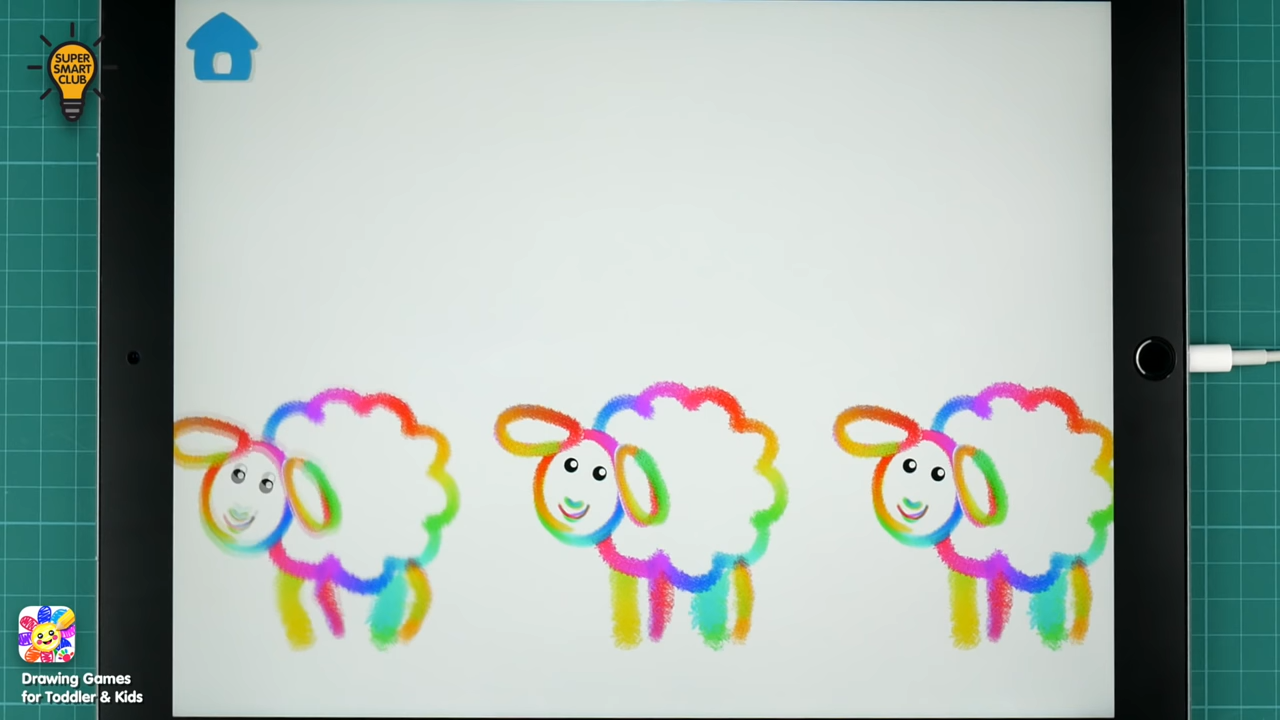 SUPER
SMART
CLUB
Drawing Games
for Toddler & Kids